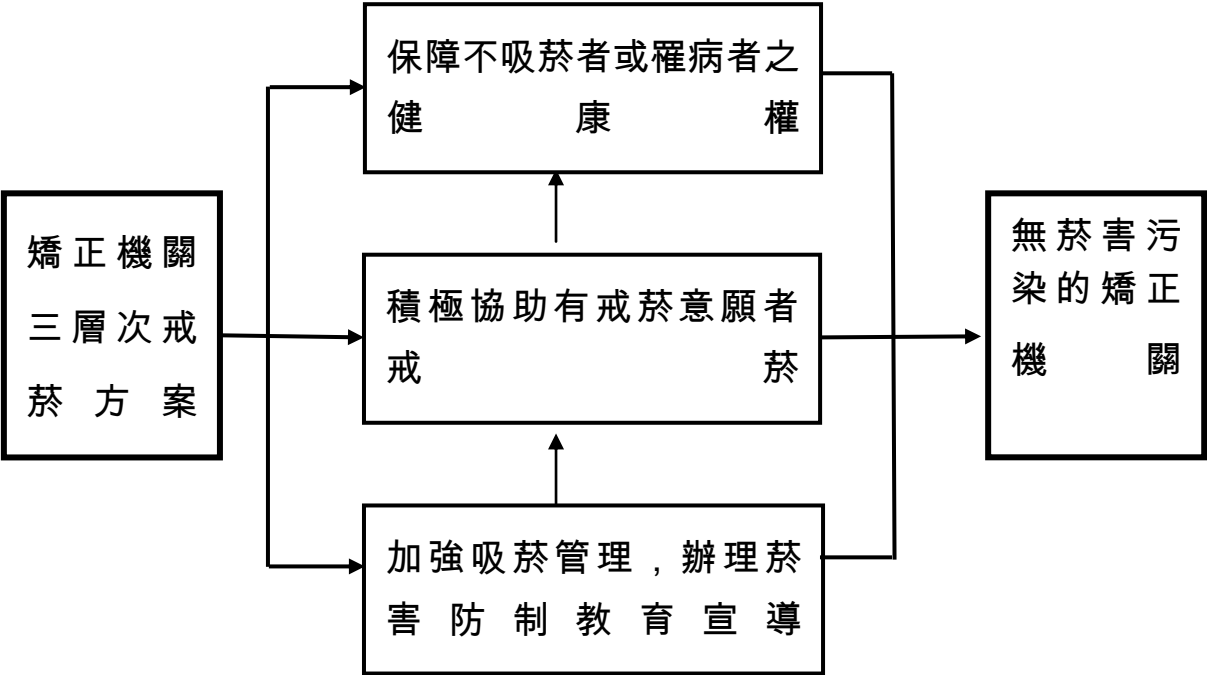 保障不吸菸者或罹病者之
健康權
矯正機關
三層次戒
菸方案
積極協助有戒菸意願者
戒菸
無菸害污
染的矯正
機關
加強吸菸管理，辦理菸
害防制教育宣導